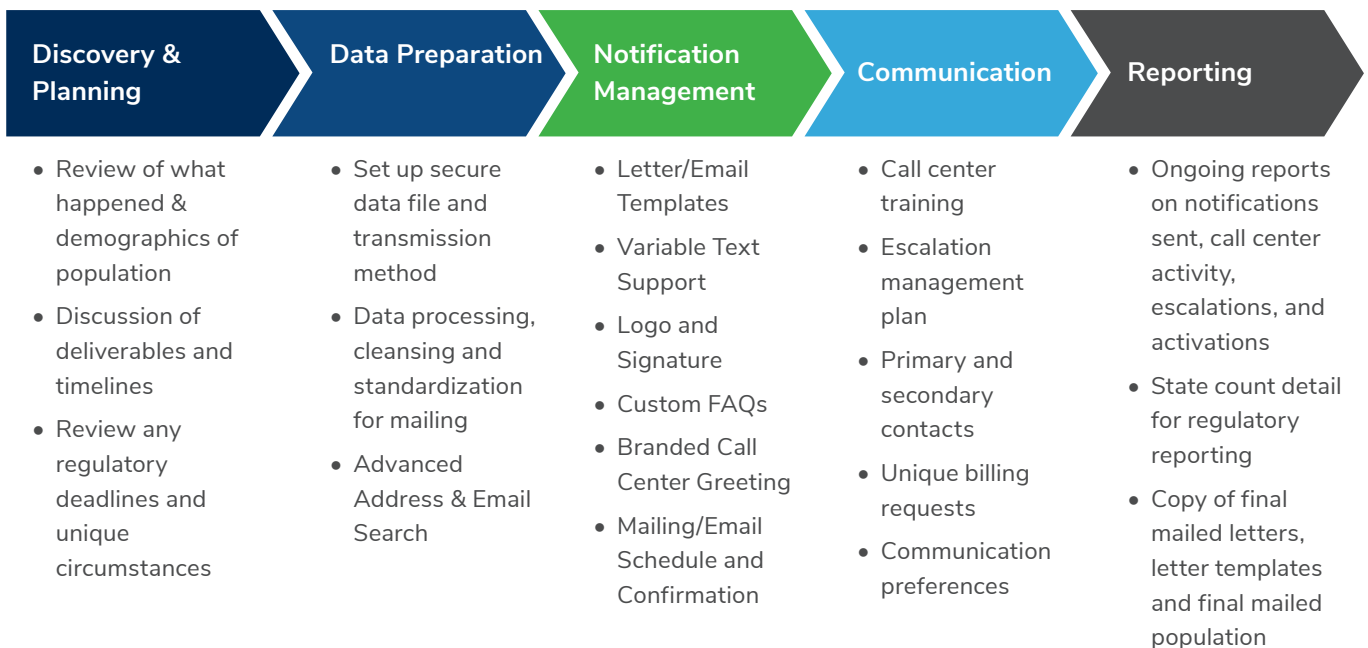 Discovery &
Planning
Data Preparation
Notification
Management
Communication
Reporting
• Review of what
happened &
demographics of
population
• Discussion of
deliverables and
timelines
• Review any
regulatory
deadlines and
unique
circumstances
• Set up secure
data file and
transmission
method
• Data processing,
cleansing and
standardization
for mailing
• Advanced
Address & Email
Search
• Letter/Email
Templates
• Variable Text
Support
• Logo and
Signature
• Custom FAQs
• Branded Call
Center Greeting
• Mailing/Email
Schedule and
Confirmation
• Call center
training
• Escalation
management
plan
• Primary and
secondary
contacts
• Unique billing
requests
• Communication
preferences
• Ongoing reports
on notifications
sent, call center
activity,
escalations, and
activations
• State count detail
for regulatory
reporting
• Copy of final
mailed letters,
letter templates
and final mailed
population